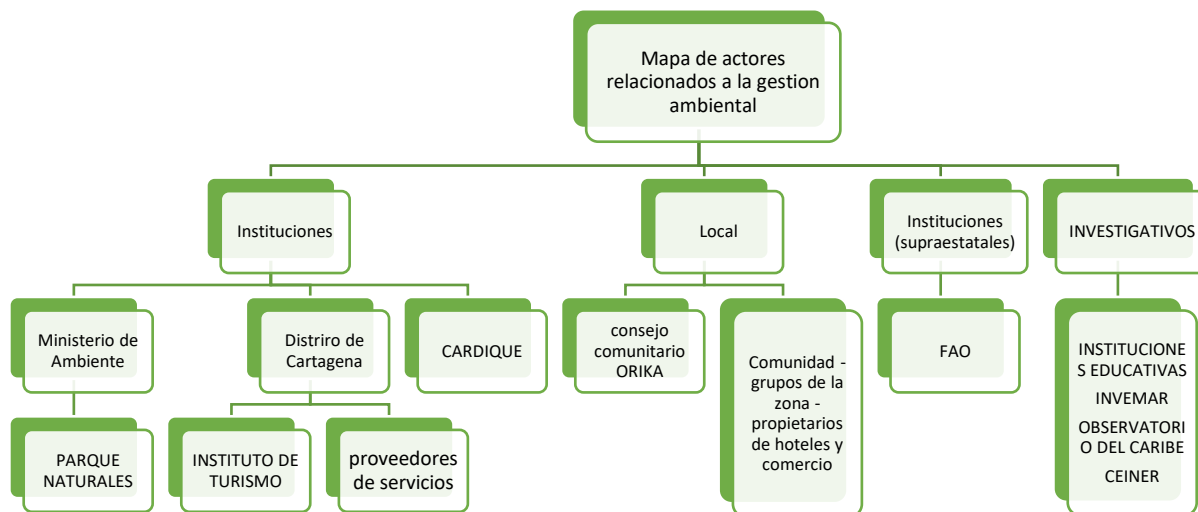 Mapa de actores
relacionados a la gestion
ambiental
Instituciones
Local
Instituciones
(supraestatales)
INVESTIGATIVOS
Ministerio de
Ambiente
Distriro de
Cartagena
CARDIQUE
consejo
comunitario
ORIKA
Comunidad -
grupos de la
zona -
propietarios
de hoteles y
comercio
FAO
INSTITUCIONE
S EDUCATIVAS
INVEMAR
OBSERVATORI
O DEL CARIBE
CEINER
PARQUE
NATURALES
INSTITUTO DE
TURISMO
proveedores
de servicios